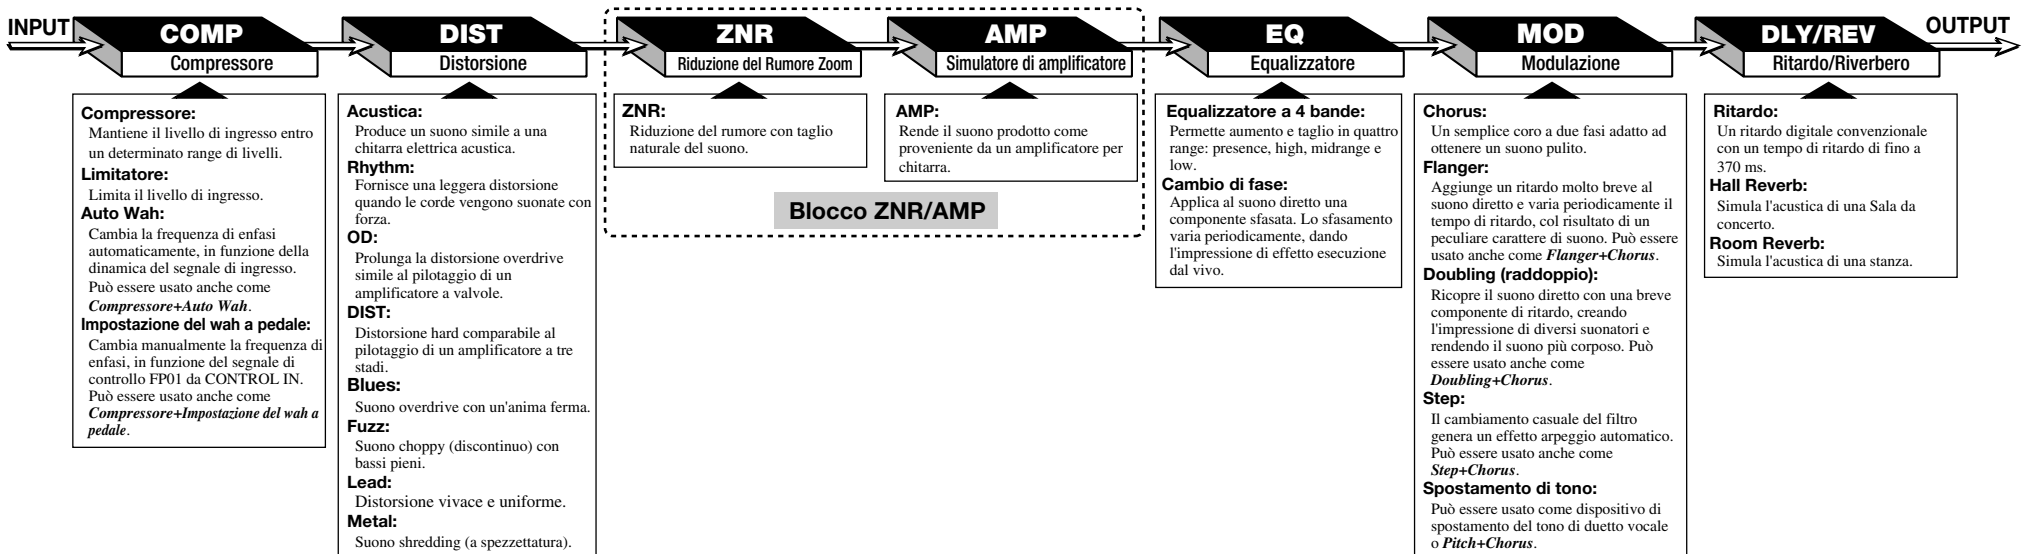 INPUT
COMP
Compressore
DIST
Distorsione
ZNR
Riduzione del Rumore Zoom
AMP
Simulatore di amplificatore
EQ
Equalizzatore
MOD
Modulazione
DLY/REV
Ritardo/Riverbero
OUTPUT
Compressore:
Mantiene il livello di ingresso entro
un determinato range di livelli.
Limitatore:
Limita il livello di ingresso.
Auto Wah:
Cambia la frequenza di enfasi
automaticamente, in funzione della
dinamica del segnale di ingresso.
Può essere usato anche come
Compressore+Auto Wah.
Impostazione del wah a pedale:
Cambia manualmente la frequenza di
enfasi, in funzione del segnale di
controllo FP01 da CONTROL IN.
Può essere usato anche come
Compressore+Impostazione del wah a
pedale.
Acustica:
Produce un suono simile a una
chitarra elettrica acustica.
Rhythm:
Fornisce una leggera distorsione
quando le corde vengono suonate con
forza.
OD:
Prolunga la distorsione overdrive
simile al pilotaggio di un
amplificatore a valvole.
DIST:
Distorsione hard comparabile al
pilotaggio di un amplificatore a tre
stadi.
Blues:
Suono overdrive con un'anima ferma.
Fuzz:
Suono choppy (discontinuo) con
bassi pieni.
Lead:
Distorsione vivace e uniforme.
Metal:
Suono shredding (a spezzettatura).
ZNR:
Riduzione del rumore con taglio
naturale del suono.
AMP:
Rende il suono prodotto come
proveniente da un amplificatore per
chitarra.
Blocco ZNR/AMP
Equalizzatore a 4 bande:
Permette aumento e taglio in quattro
range: presence, high, midrange e
low.
Cambio di fase:
Applica al suono diretto una
componente sfasata. Lo sfasamento
varia periodicamente, dando
l'impressione di effetto esecuzione
dal vivo.
Chorus:
Un semplice coro a due fasi adatto ad
ottenere un suono pulito.
Flanger:
Aggiunge un ritardo molto breve al
suono diretto e varia periodicamente il
tempo di ritardo, col risultato di un
peculiare carattere di suono. Può essere
usato anche come Flanger+Chorus.
Doubling (raddoppio):
Ricopre il suono diretto con una breve
componente di ritardo, creando
l'impressione di diversi suonatori e
rendendo il suono più corposo. Può
essere usato anche come
Doubling+Chorus.
Step:
Il cambiamento casuale del filtro
genera un effetto arpeggio automatico.
Può essere usato anche come
Step+Chorus.
Spostamento di tono:
Può essere usato come dispositivo di
spostamento del tono di duetto vocale
o Pitch+Chorus.
Ritardo:
Un ritardo digitale convenzionale
con un tempo di ritardo di fino a
370 ms.
Hall Reverb:
Simula l'acustica di una Sala da
concerto.
Room Reverb:
Simula l'acustica di una stanza.